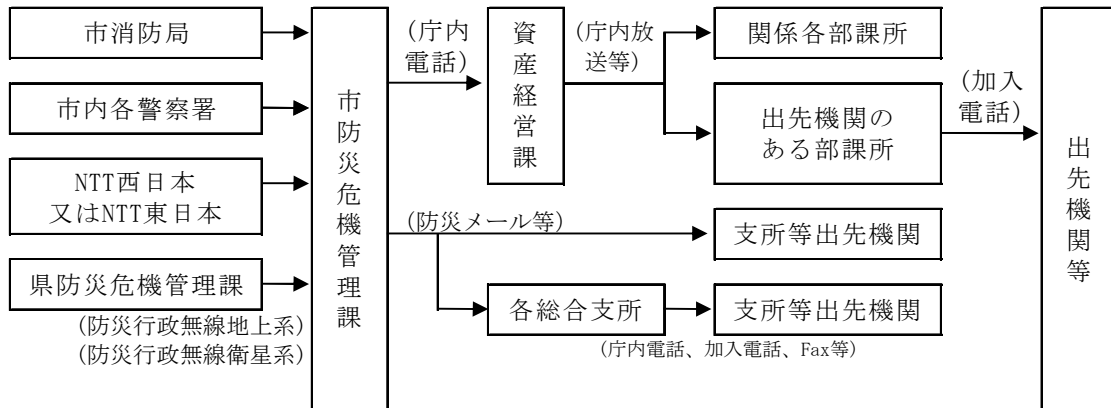 市消防局
市内各警察署
NTT西日本
又はNTT東日本
県防災危機管理課
(防災行政無線地上系)
(防災行政無線衛星系)
市防災危機管理課
(庁内
電話)
資産経営課
(庁内放
送等)
関係各部課所
出先機関の
ある部課所
(加入
電話)
(防災メール等)
支所等出先機関
各総合支所
支所等出先機関
(庁内電話、加入電話、Fax等)
出先機関等